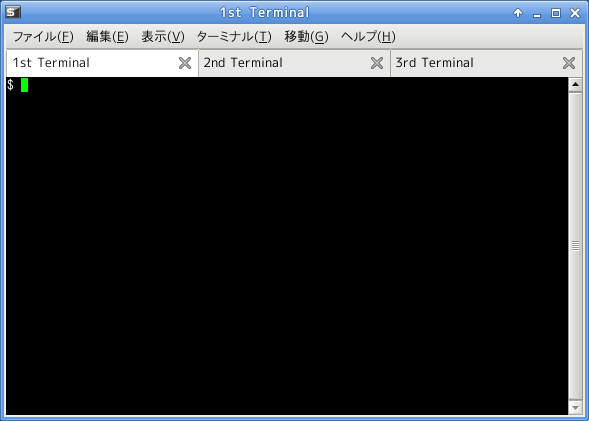 1st Terminal
ファイル(F) 編集(E) 表示(V) ターミナル(T) 移動(G) ヘルプ(H)
1st Terminal 2nd Terminal 3rd Terminal
$